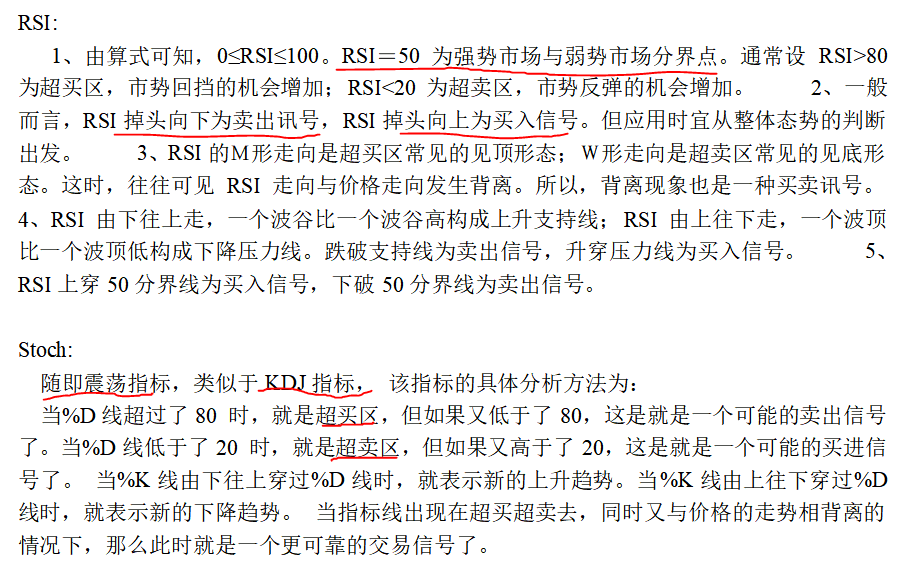 RSI:
1、由算式可知，0≤RSI≤100。RSI＝50 为强势市场与弱势市场分界点。通常设 RSI>80
为超买区，市势回挡的机会增加；RSI<20 为超卖区，市势反弹的机会增加。 2、一般
而言，RSI 掉头向下为卖出讯号，RSI 掉头向上为买入信号。但应用时宜从整体态势的判断
出发。 3、RSI 的M形走向是超买区常见的见顶形态；W形走向是超卖区常见的见底形
态。这时，往往可见 RSI 走向与价格走向发生背离。所以，背离现象也是一种买卖讯号。
4、RSI 由下往上走，一个波谷比一个波谷高构成上升支持线；RSI 由上往下走，一个波顶
比一个波顶低构成下降压力线。跌破支持线为卖出信号，升穿压力线为买入信号。 5、
RSI 上穿 50 分界线为买入信号，下破 50 分界线为卖出信号。
Stoch:
随即震荡指标，类似于 KDJ 指标， 该指标的具体分析方法为：
当%D 线超过了 80 时，就是超买区，但如果又低于了 80，这是就是一个可能的卖出信号
了。当%D 线低于了 20 时，就是超卖区，但如果又高于了 20，这是就是一个可能的买进信
号了。 当%K 线由下往上穿过%D 线时，就表示新的上升趋势。当%K 线由上往下穿过%D
线时，就表示新的下降趋势。 当指标线出现在超买超卖去，同时又与价格的走势相背离的
情况下，那么此时就是一个更可靠的交易信号了。